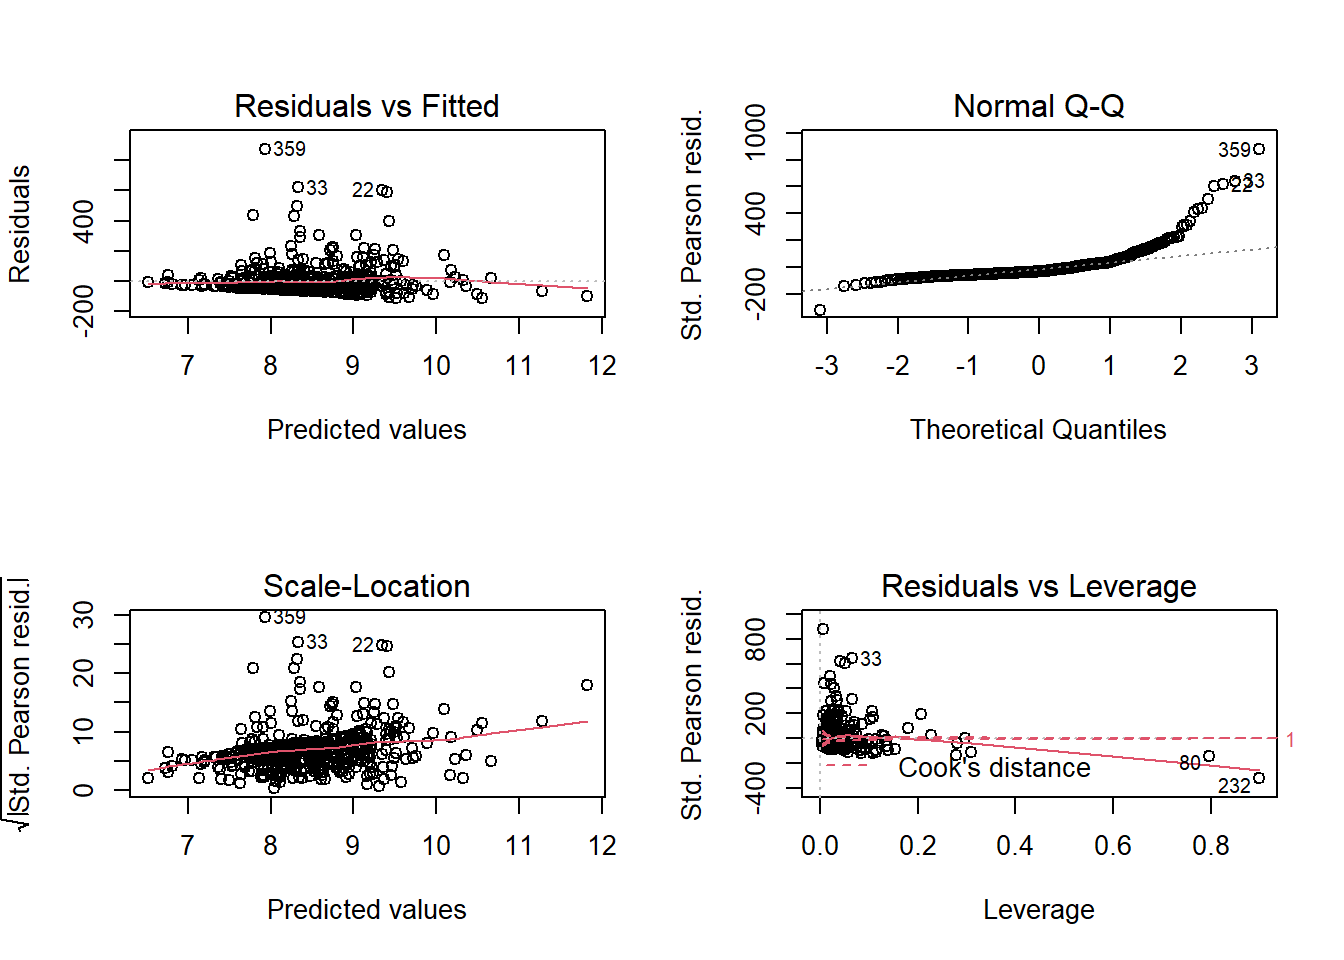 Residuals vs Fitted
Residuals
400
-200
359
33
22
7 8 9 10 11 12
Predicted values
Normal Q-Q
Std. Pearson resid.
1000
400
-200
359
33
22
-3 -2 -1 0 1 2 3
Theoretical Quantiles
Scale-Location
√|Std. Pearson resid.|
30
20
10
0
359
33
22
7 8 9 10 11 12
Predicted values
Residuals vs Leverage
Std. Pearson resid.
800
200
-400
33
1
80
232
Cook's distance
0.0 0.2 0.4 0.6 0.8
Leverage